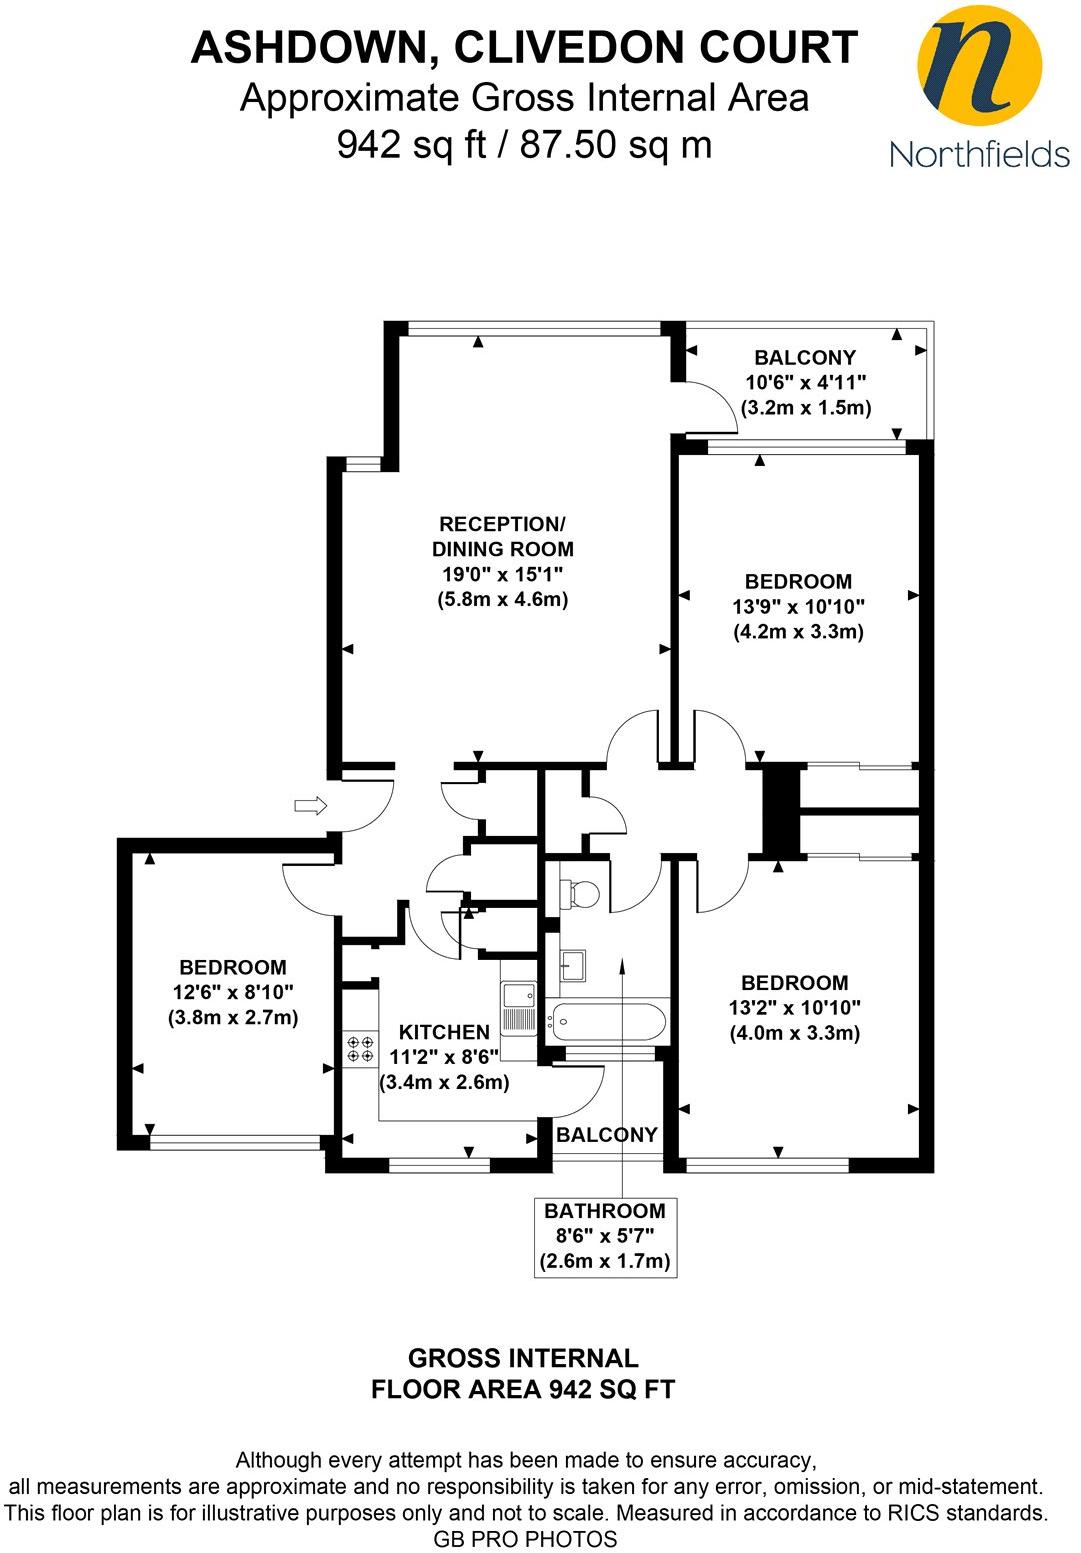 ASHDOWN, CLIVEDON COURT
Approximate Gross Internal Area
942 sq ft / 87.50 sq m
n
Northfields
BALCONY
10'6" x 4'11"
(3.2m x 1.5m)
RECEPTION/
DINING ROOM
19'0" x 15'1"
(5.8m x 4.6m)
BEDROOM
13'9" x 10'10"
(4.2m x 3.3m)
BEDROOM
12'6" x 8'10"
(3.8m x 2.7m)
KITCHEN
11'2" x 8'6"
(3.4m x 2.6m)
BEDROOM
13'2" x 10'10"
(4.0m x 3.3m)
BALCONY
BATHROOM
8'6" x 5'7"
(2.6m x 1.7m)
GROSS INTERNAL
FLOOR AREA 942 SQ FT
Although every attempt has been made to ensure accuracy,
all measurements are approximate and no responsibility is taken for any error, omission, or mid-statement.
This floor plan is for illustrative purposes only and not to scale. Measured in accordance to RICS standards.
GB PRO PHOTOS